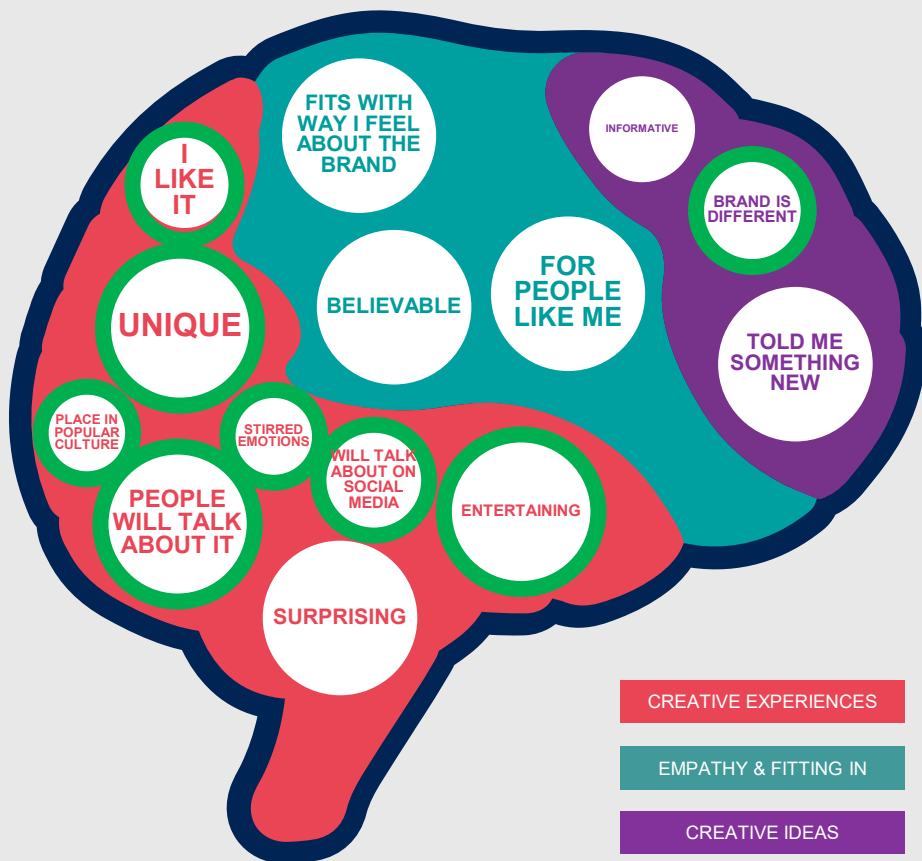 FITS WITH
WAY I FEEL
ABOUT THE
BRAND
INFORMATIVE
I
LIKE
IT
BRAND IS
DIFFERENT
BELIEVABLE
FOR
PEOPLE
LIKE ME
UNIQUE
TOLD ME
SOMETHING
NEW
PLACE IN
POPULAR
CULTURE
STIRRED
EMOTIONS
WILL TALK
ABOUT ON
SOCIAL
MEDIA
PEOPLE
WILL TALK
ABOUT IT
ENTERTAINING
SURPRISING
CREATIVE EXPERIENCES
EMPATHY & FITTING IN
CREATIVE IDEAS